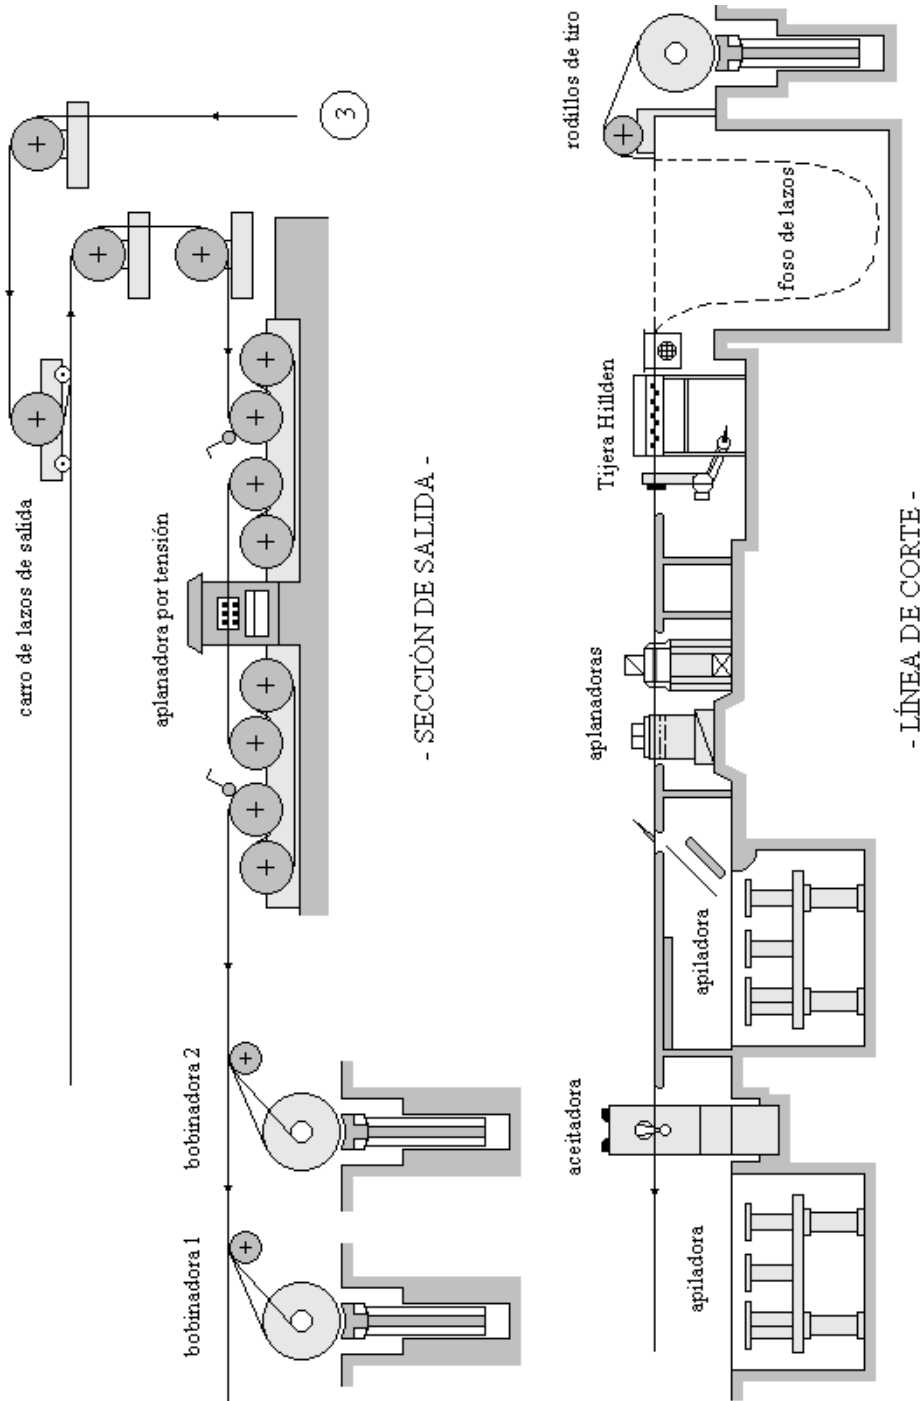 3
carro de lazos de salida
aplanadora por tensión
bobinadora 2
bobinadora 1
- SECCIÓN DE SALIDA -
rodillos de tiro
foso de lazos
Tijera Hillden
aplanadoras
apiladora
aceitadora
apiladora
- LÍNEA DE CORTE -